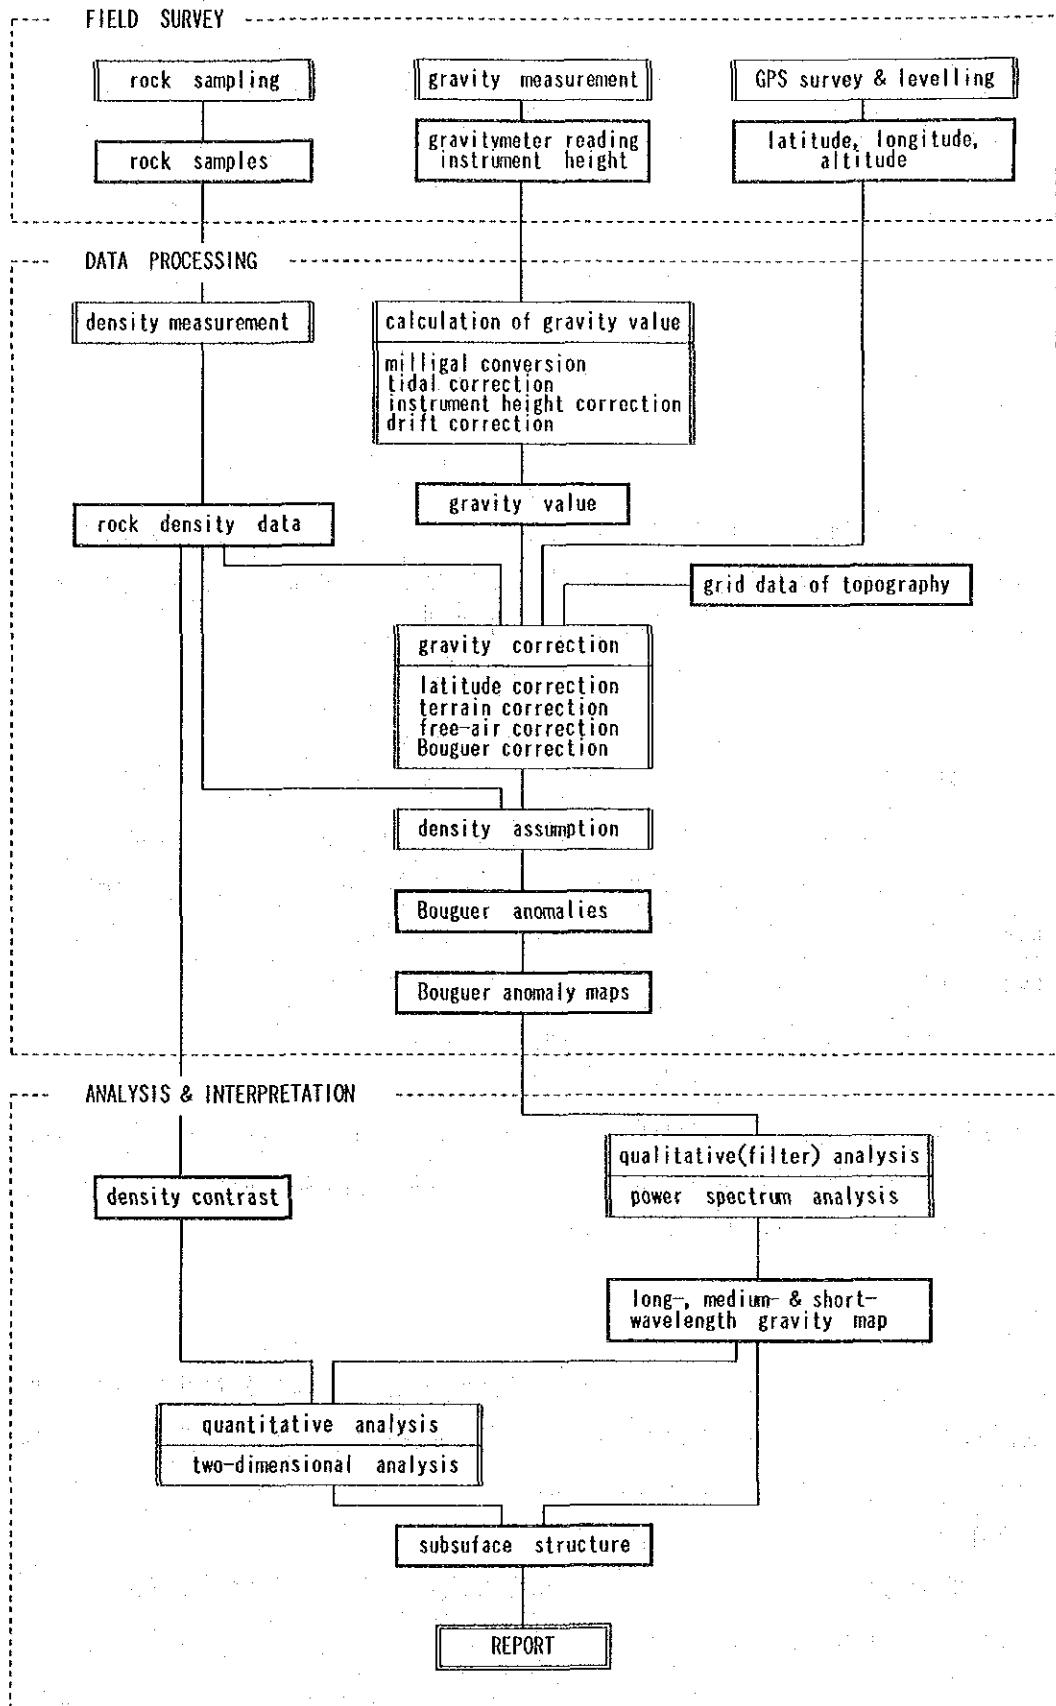 FIELD SURVEY
rock sampling
gravity measurement
GPS survey & levelling
rock samples
gravitymeter reading
instrument height
latitude, longitude,
altitude
DATA PROCESSING
density measurement
calculation of gravity value
milligal conversion
tidal correction
instrument height correction
drift correction
gravity value
rock density data
grid data of topography
gravity correction
latitude correction
terrain correction
free-air correction
Bouguer correction
density assumption
Bouguer anomalies
Bouguer anomaly maps
ANALYSIS & INTERPRETATION
qualitative(filter) analysis
power spectrum analysis
density contrast
long-, medium- & short-
wavelength gravity map
quantitative analysis
two-dimensional analysis
subsuface structure
REPORT